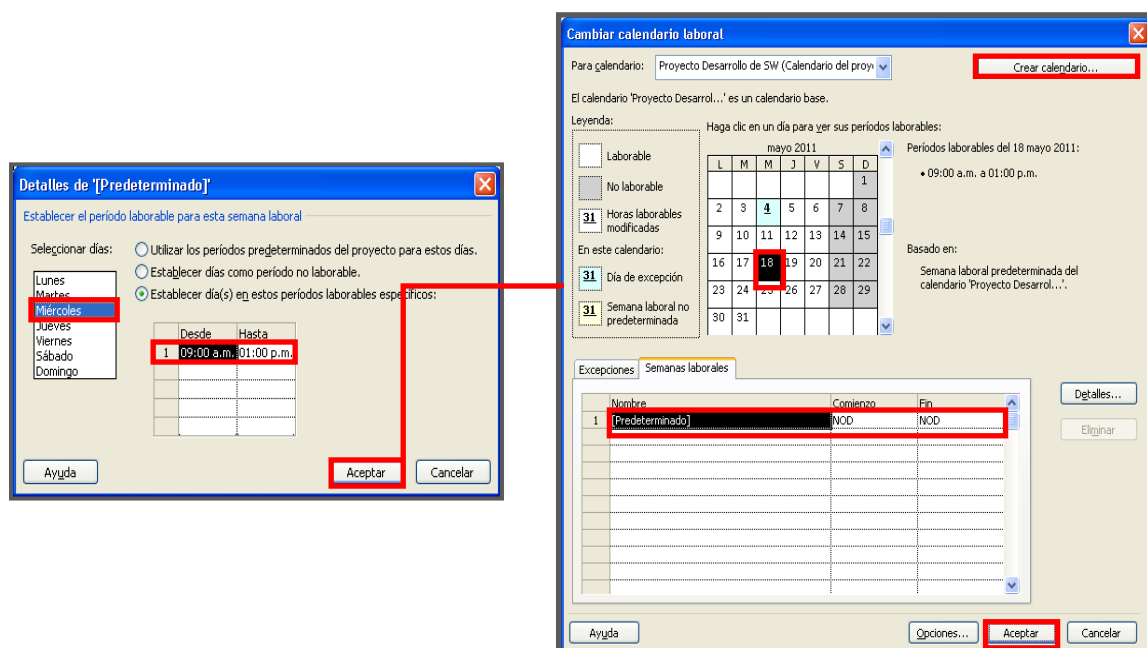 Detalles de '[Predeterminado]'
Establecer el período laborable para esta semana laboral
Seleccionar días:
Lunes
Martes
Miércoles
Jueves
Viernes
Sábado
Domingo
Utilizar los períodos predeterminados del proyecto para estos días.
Establecer días como período no laborable.
Establecer día(s) en estos períodos laborables específicos:
Desde Hasta
1 09:00 a.m. 01:00 p.m.
Ayuda Aceptar Cancelar
Cambiar calendario laboral
Para calendario: Proyecto Desarrollo de SW (Calendario del proy
Crear calendario...
El calendario 'Proyecto Desarrol...' es un calendario base.
Leyenda:
Laborable
No laborable
31 Horas laborables
modificadas
En este calendario:
31 Día de excepción
31 Semana laboral no
predeterminada
Haga clic en un día para ver sus períodos laborables:
mayo 2011
L M M J V S D
1
2 3 4 5 6 7 8
9 10 11 12 13 14 15
16 17 18 19 20 21 22
23 24 25 26 27 28 29
30 31
Períodos laborables del 18 mayo 2011:
• 09:00 a.m. a 01:00 p.m.
Basado en:
Semana laboral predeterminada del
calendario 'Proyecto Desarrol...'.
Excepciones Semanas laborales
Nombre Comienzo Fin
1 [Predeterminado] NOD NOD
Detalles...
Eliminar
Ayuda Opciones... Aceptar Cancelar